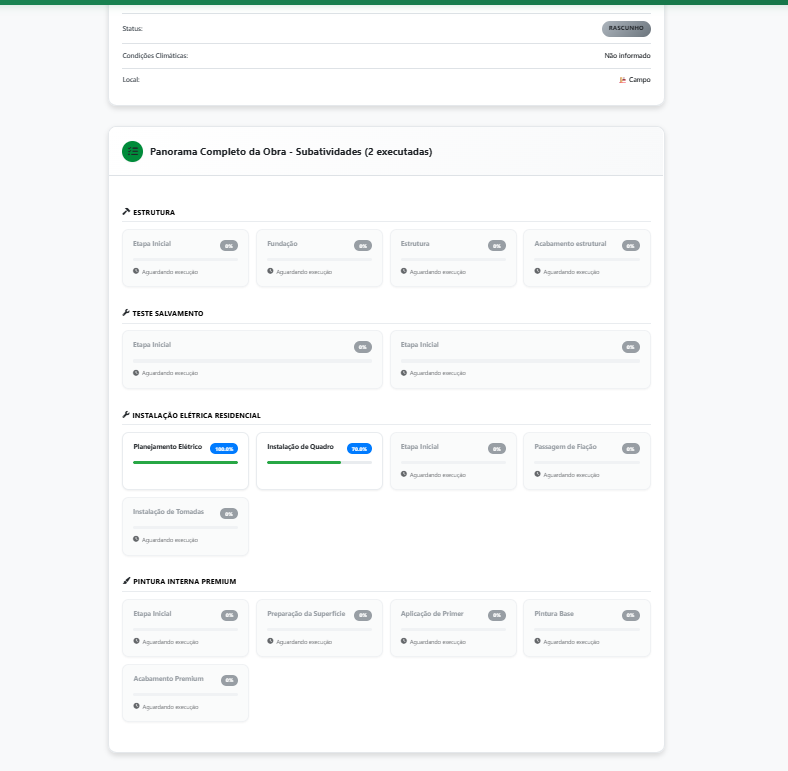 Status: RASCUNHO
Condições Climáticas: Não informado
Local: Campo
Panorama Completo da Obra - Subatividades (2 executadas)
ESTRUTURA
Etapa Inicial 0% Fundação 0% Estrutura 0% Acabamento estrutural 0%
Aguardando execução Aguardando execução Aguardando execução Aguardando execução
TESTE SALVAMENTO
Etapa Inicial 0% Etapa Inicial 0%
Aguardando execução Aguardando execução
INSTALAÇÃO ELÉTRICA RESIDENCIAL
Planejamento Elétrico 100.0% Instalação de Quadro 70.0% Etapa Inicial 0% Passagem de Fiação 0%
Aguardando execução Aguardando execução
Instalação de Tomadas 0%
Aguardando execução
PINTURA INTERNA PREMIUM
Etapa Inicial 0% Preparação da Superfície 0% Aplicação de Primer 0% Pintura Base 0%
Aguardando execução Aguardando execução Aguardando execução Aguardando execução
Acabamento Premium 0%
Aguardando execução